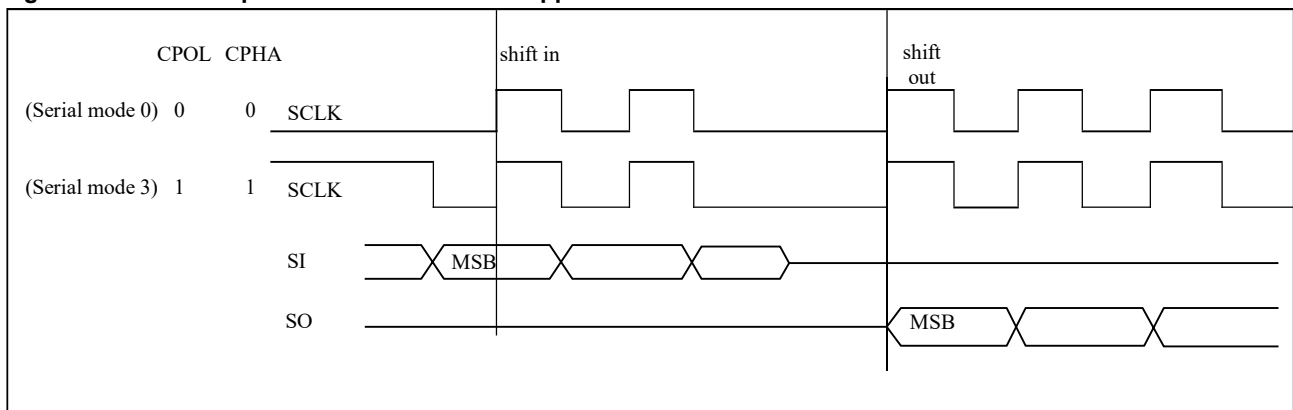 CPOL CPHA shift in shift
out
(Serial mode 0) 0 0 SCLK
(Serial mode 3) 1 1 SCLK
SI MSB
SO MSB